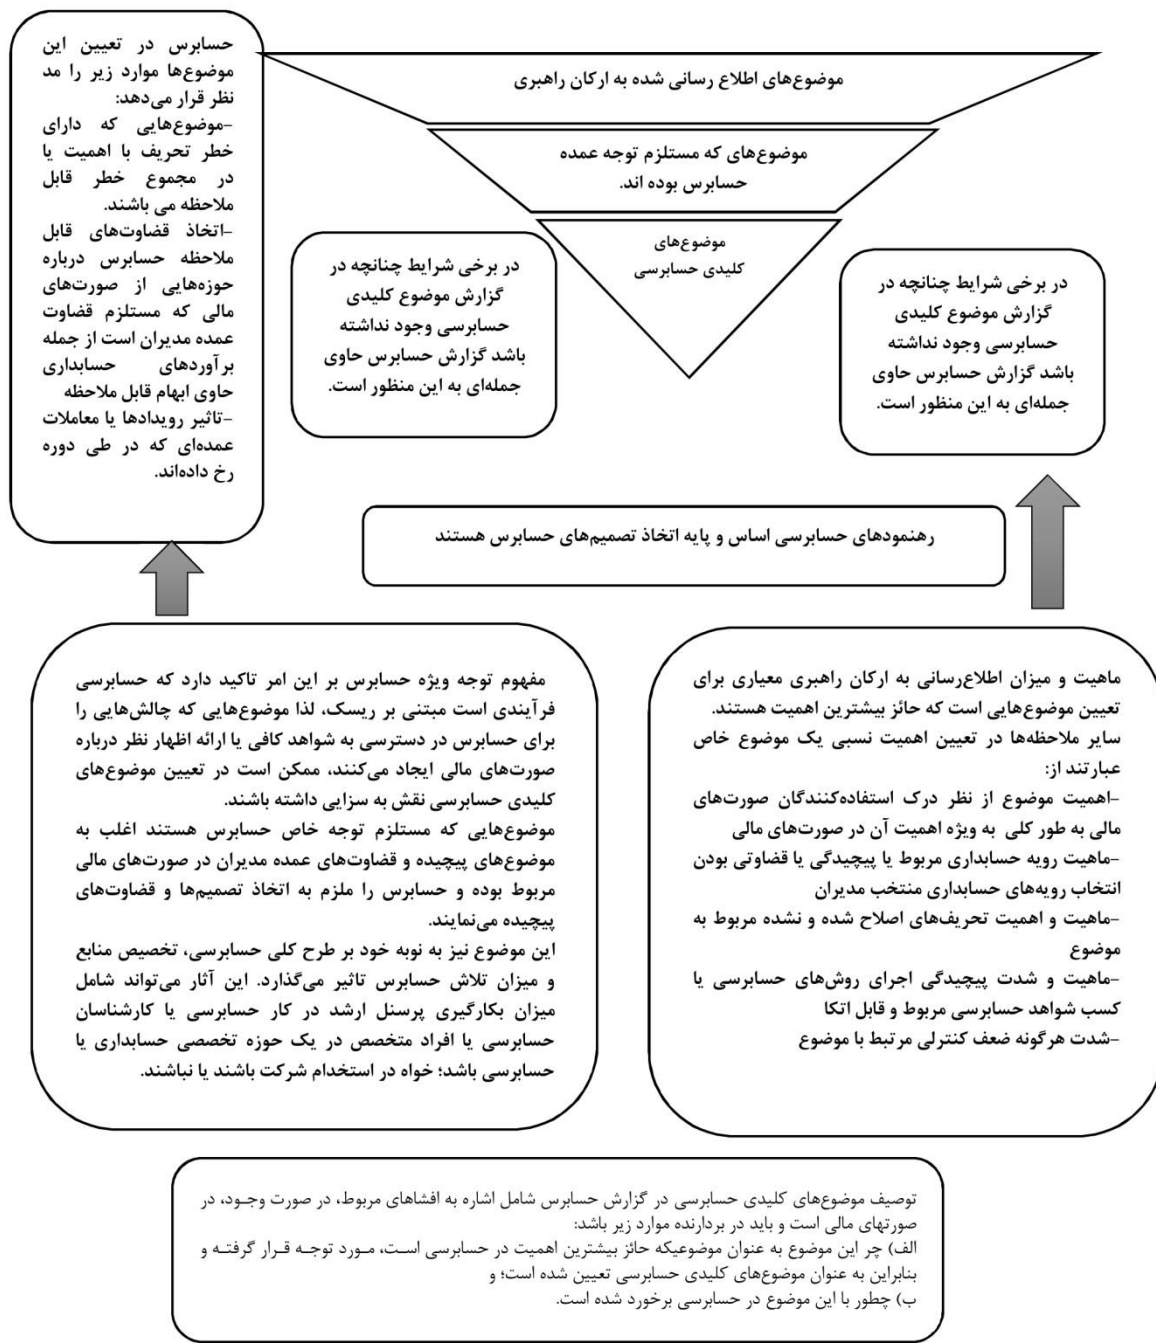 حسابرس در تعیین این
موضوع‌ها موارد زیر را مد
نظر قرار می‌دهد:
-موضوع‌هایی که دارای
خطر تحریف با اهمیت یا
در مجموع خطر قابل
ملاحظه می باشند.
-اتخاذ قضاوت‌های قابل
ملاحظه حسابرس درباره
حوزه‌هایی از صورت‌های
مالی که مستلزم قضاوت
عمده مدیران است از جمله
برآوردهای حسابداری
حاوی ابهام قابل ملاحظه
-تاثیر رویدادها یا معاملات
عمده‌ای که در طی دوره
رخ داده‌اند.
موضوع‌های اطلاع رسانی شده به ارکان راهبری
موضوع‌های که مستلزم توجه عمده
حسابرس بوده اند.
موضوع‌های
کلیدی حسابرسی
در برخی شرایط چنانچه در
گزارش موضوع کلیدی
حسابرسی وجود نداشته
باشد گزارش حسابرس حاوی
جمله‌ای به این منظور است.
در برخی شرایط چنانچه در
گزارش موضوع کلیدی
حسابرسی وجود نداشته
باشد گزارش حسابرس حاوی
جمله‌ای به این منظور است.
رهنمودهای حسابرسی اساس و پایه اتخاذ تصمیم‌های حسابرس هستند
ماهیت و میزان اطلاع‌رسانی به ارکان راهبری معیاری برای
تعیین موضوع‌هایی است که حائز بیشترین اهمیت هستند.
سایر ملاحظه‌ها در تعیین اهمیت نسبی یک موضوع خاص
عبارتند از:
-اهمیت موضوع از نظر درک استفاده‌کنندگان صورت‌های
مالی به طور کلی به ویژه اهمیت آن در صورت‌های مالی
-ماهیت رویه حسابداری مربوط یا پیچیدگی یا قضاوتی بودن
انتخاب رویه‌های حسابداری منتخب مدیران
-ماهیت و اهمیت تحریف‌های اصلاح شده و نشده مربوط به
موضوع
-ماهیت و شدت پیچیدگی اجرای روش‌های حسابرسی یا
کسب شواهد حسابرسی مربوط و قابل اتکا
-شدت هرگونه ضعف کنترلی مرتبط با موضوع
مفهوم توجه ویژه حسابرس بر این امر تاکید دارد که حسابرسی
فرآیندی است مبتنی بر ریسک، لذا موضوع‌هایی که چالش‌هایی را
برای حسابرس در دسترسی به شواهد کافی یا ارائه اظهار نظر درباره
صورت‌های مالی ایجاد می‌کنند، ممکن است در تعیین موضوع‌های
کلیدی حسابرسی نقش به سزایی داشته باشند.
موضوع‌هایی که مستلزم توجه خاص حسابرس هستند اغلب به
موضوع‌های پیچیده و قضاوت‌های عمده مدیران در صورت‌های مالی
مربوط بوده و حسابرس را ملزم به اتخاذ تصمیم‌ها و قضاوت‌های
پیچیده می‌نمایند.
این موضوع نیز به نوبه خود بر طرح کلی حسابرسی، تخصیص منابع
و میزان تلاش حسابرس تاثیر می‌گذارد. این آثار می‌تواند شامل
میزان بکارگیری پرسنل ارشد در کار حسابرسی یا کارشناسان
حسابرسی یا افراد متخصص در یک حوزه تخصصی حسابداری یا
حسابرسی باشد؛ خواه در استخدام شرکت باشند یا نباشند.
توصیف موضوع‌های کلیدی حسابرسی در گزارش حسابرس شامل اشاره به افشاهای مربوط، در صورت وجود، در
صورتهای مالی است و باید در بردارنده موارد زیر باشد:
الف) چر این موضوع به عنوان موضوعیکه حائز بیشترین اهمیت در حسابرسی است، مورد توجه قرار گرفته و
بنابراین به عنوان موضوع‌های کلیدی حسابرسی تعیین شده است؛ و
ب) چطور با این موضوع در حسابرسی برخورد شده است.